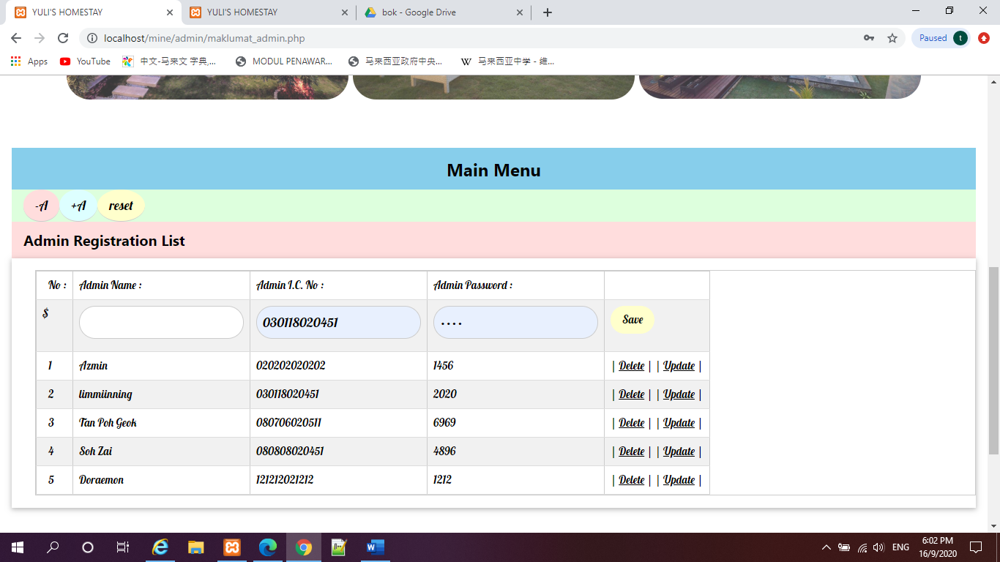 YULI'S HOMESTAY
YULI'S HOMESTAY
bok - Google Drive
localhost/mine/admin/maklumat_admin.php
Paused
t
Apps
YouTube
中文-马来文 字典,...
MODUL PENAWAR...
马来西亚政府中央...
W 马来西亚中学 - 维...
Main Menu
-A +A reset
Admin Registration List
No : Admin Name : Admin I.C. No : Admin Password :
$ 030118020451 •••• Save
1 Azmin 020202020202 1456 | Delete | | Update |
2 limmiinning 030118020451 2020 | Delete | | Update |
3 Tan Poh Geok 080706020511 6969 | Delete | | Update |
4 Soh Zai 080808020451 4896 | Delete | | Update |
5 Doraemon 121212021212 1212 | Delete | | Update |
ENG
6:02 PM
16/9/2020